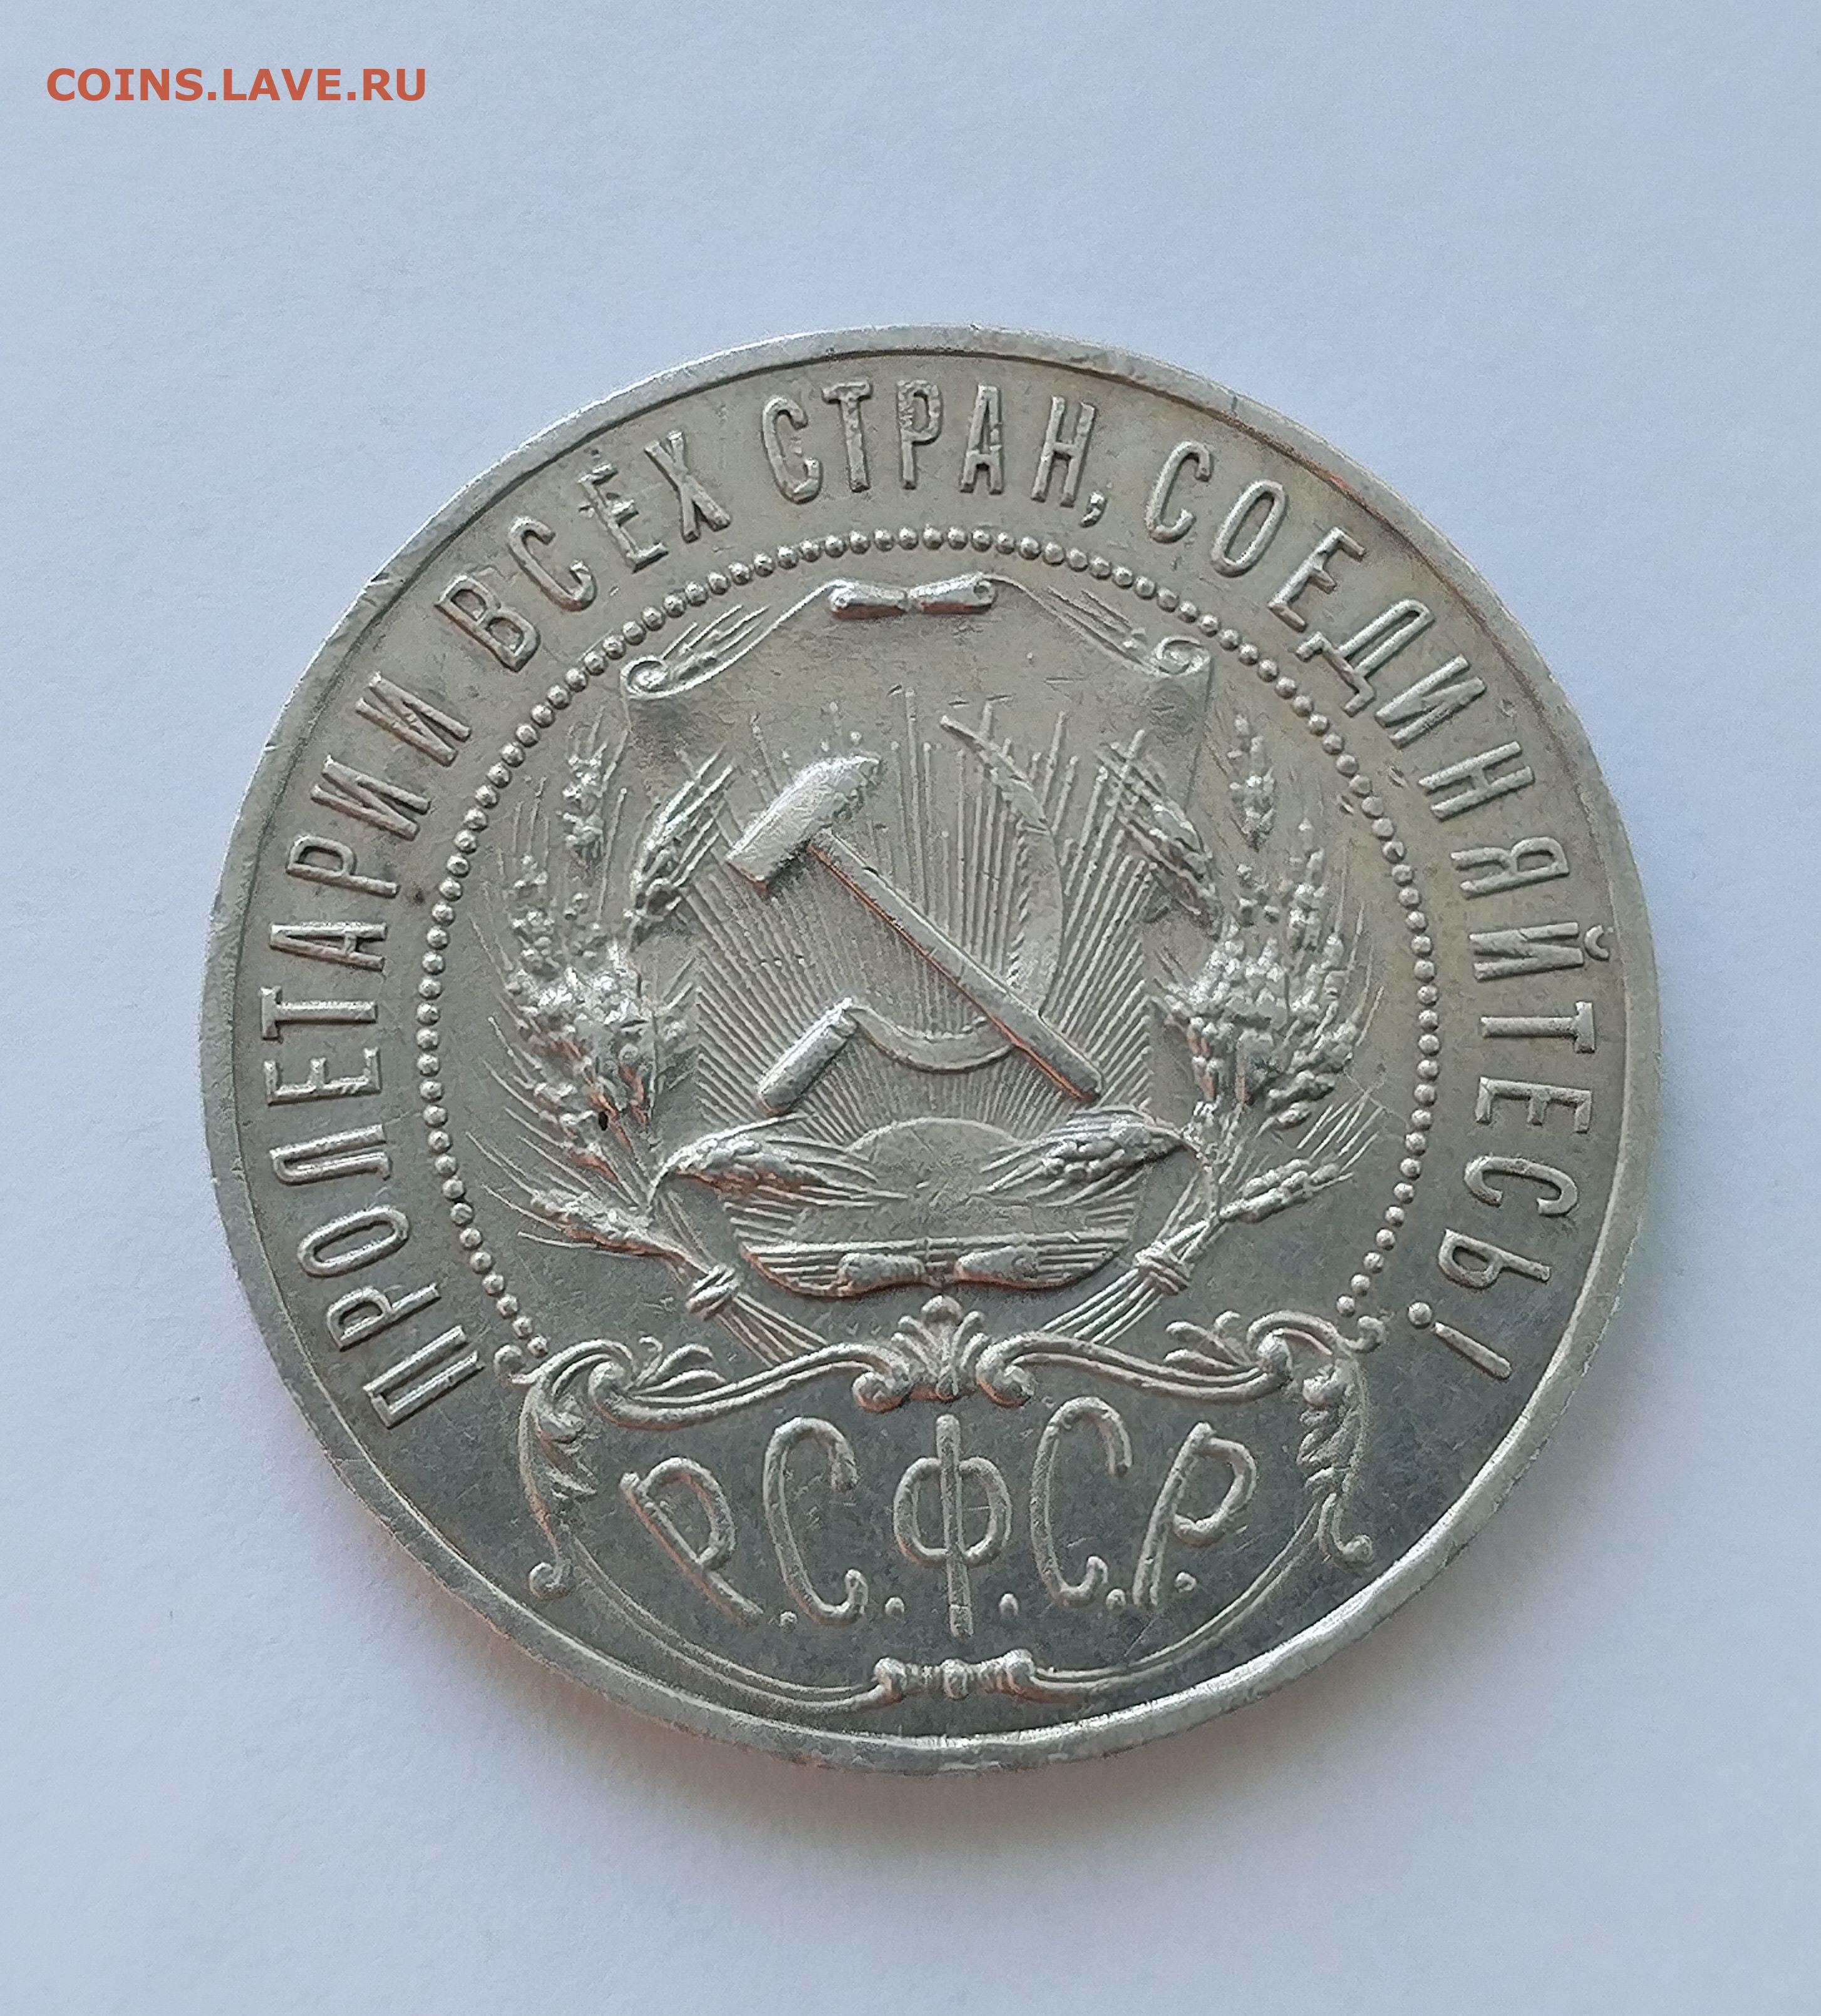 COINS.LAVE.RU
ПРОЛЕТАРИИ ВСЕХ СТРАН, СОЕДИНЯЙТЕСЬ!
Р.С.Ф.С.Р.